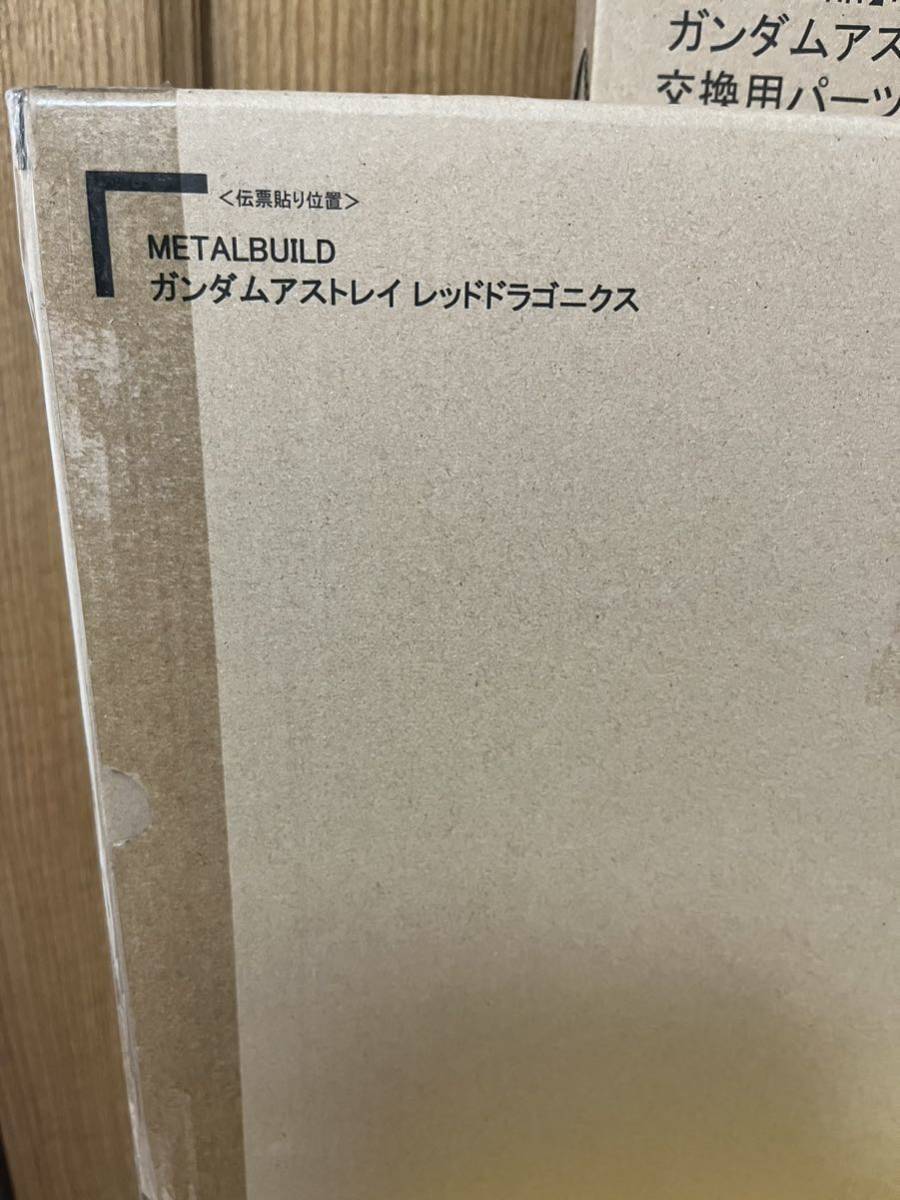 ガンダムアス
交換用パーツ
<伝票貼り位置>
METALBUILD
ガンダムアストレイ レッドドラゴニクス